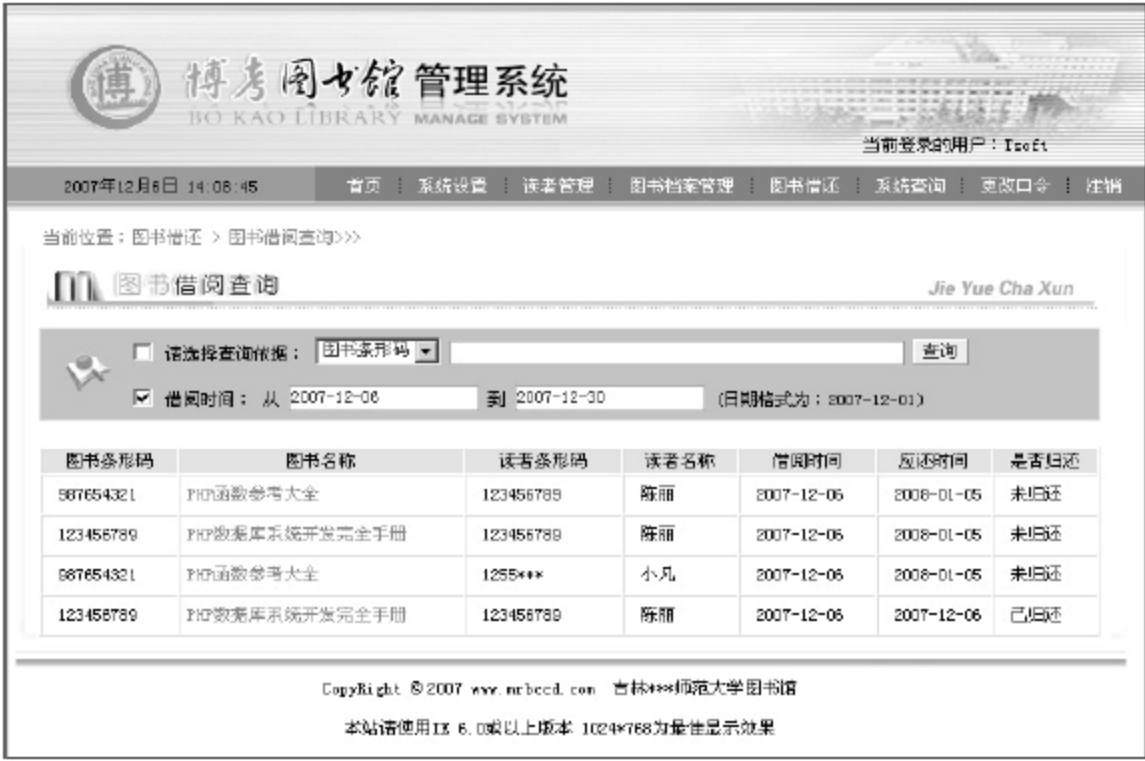 博
博考图书馆管理系统
BO KAO LIBRARY MANAGE SYSTEM
当前登录的用户：Tsoft
2007年12月6日 14:08:45 首页 系统设置 读者管理 图书档案管理 图书借还 系统查询 更改口令 注销
当前位置：图书借还 > 图书借阅查询>>>
图书借阅查询 Jie Yue Cha Xun
请选择查询依据： 图书条形码 查询
借阅时间： 从 2007-12-06 到 2007-12-30 (日期格式为：2007-12-01)
图书条形码 图书名称 读者条形码 读者名称 借阅时间 应还时间 是否归还
987654321 PHP函数参考大全 123456789 陈丽 2007-12-06 2008-01-05 未归还
123456789 PHP数据库系统开发完全手册 123456789 陈丽 2007-12-06 2008-01-05 未归还
987654321 PHP函数参考大全 1255*** 小凡 2007-12-06 2008-01-05 未归还
123456789 PHP数据库系统开发完全手册 123456789 陈丽 2007-12-06 2007-12-06 已归还
CopyRight ©2007 www.mrbccd.com 吉林***师范大学图书馆
本站请使用IE 6.0或以上版本 1024*768为最佳显示效果